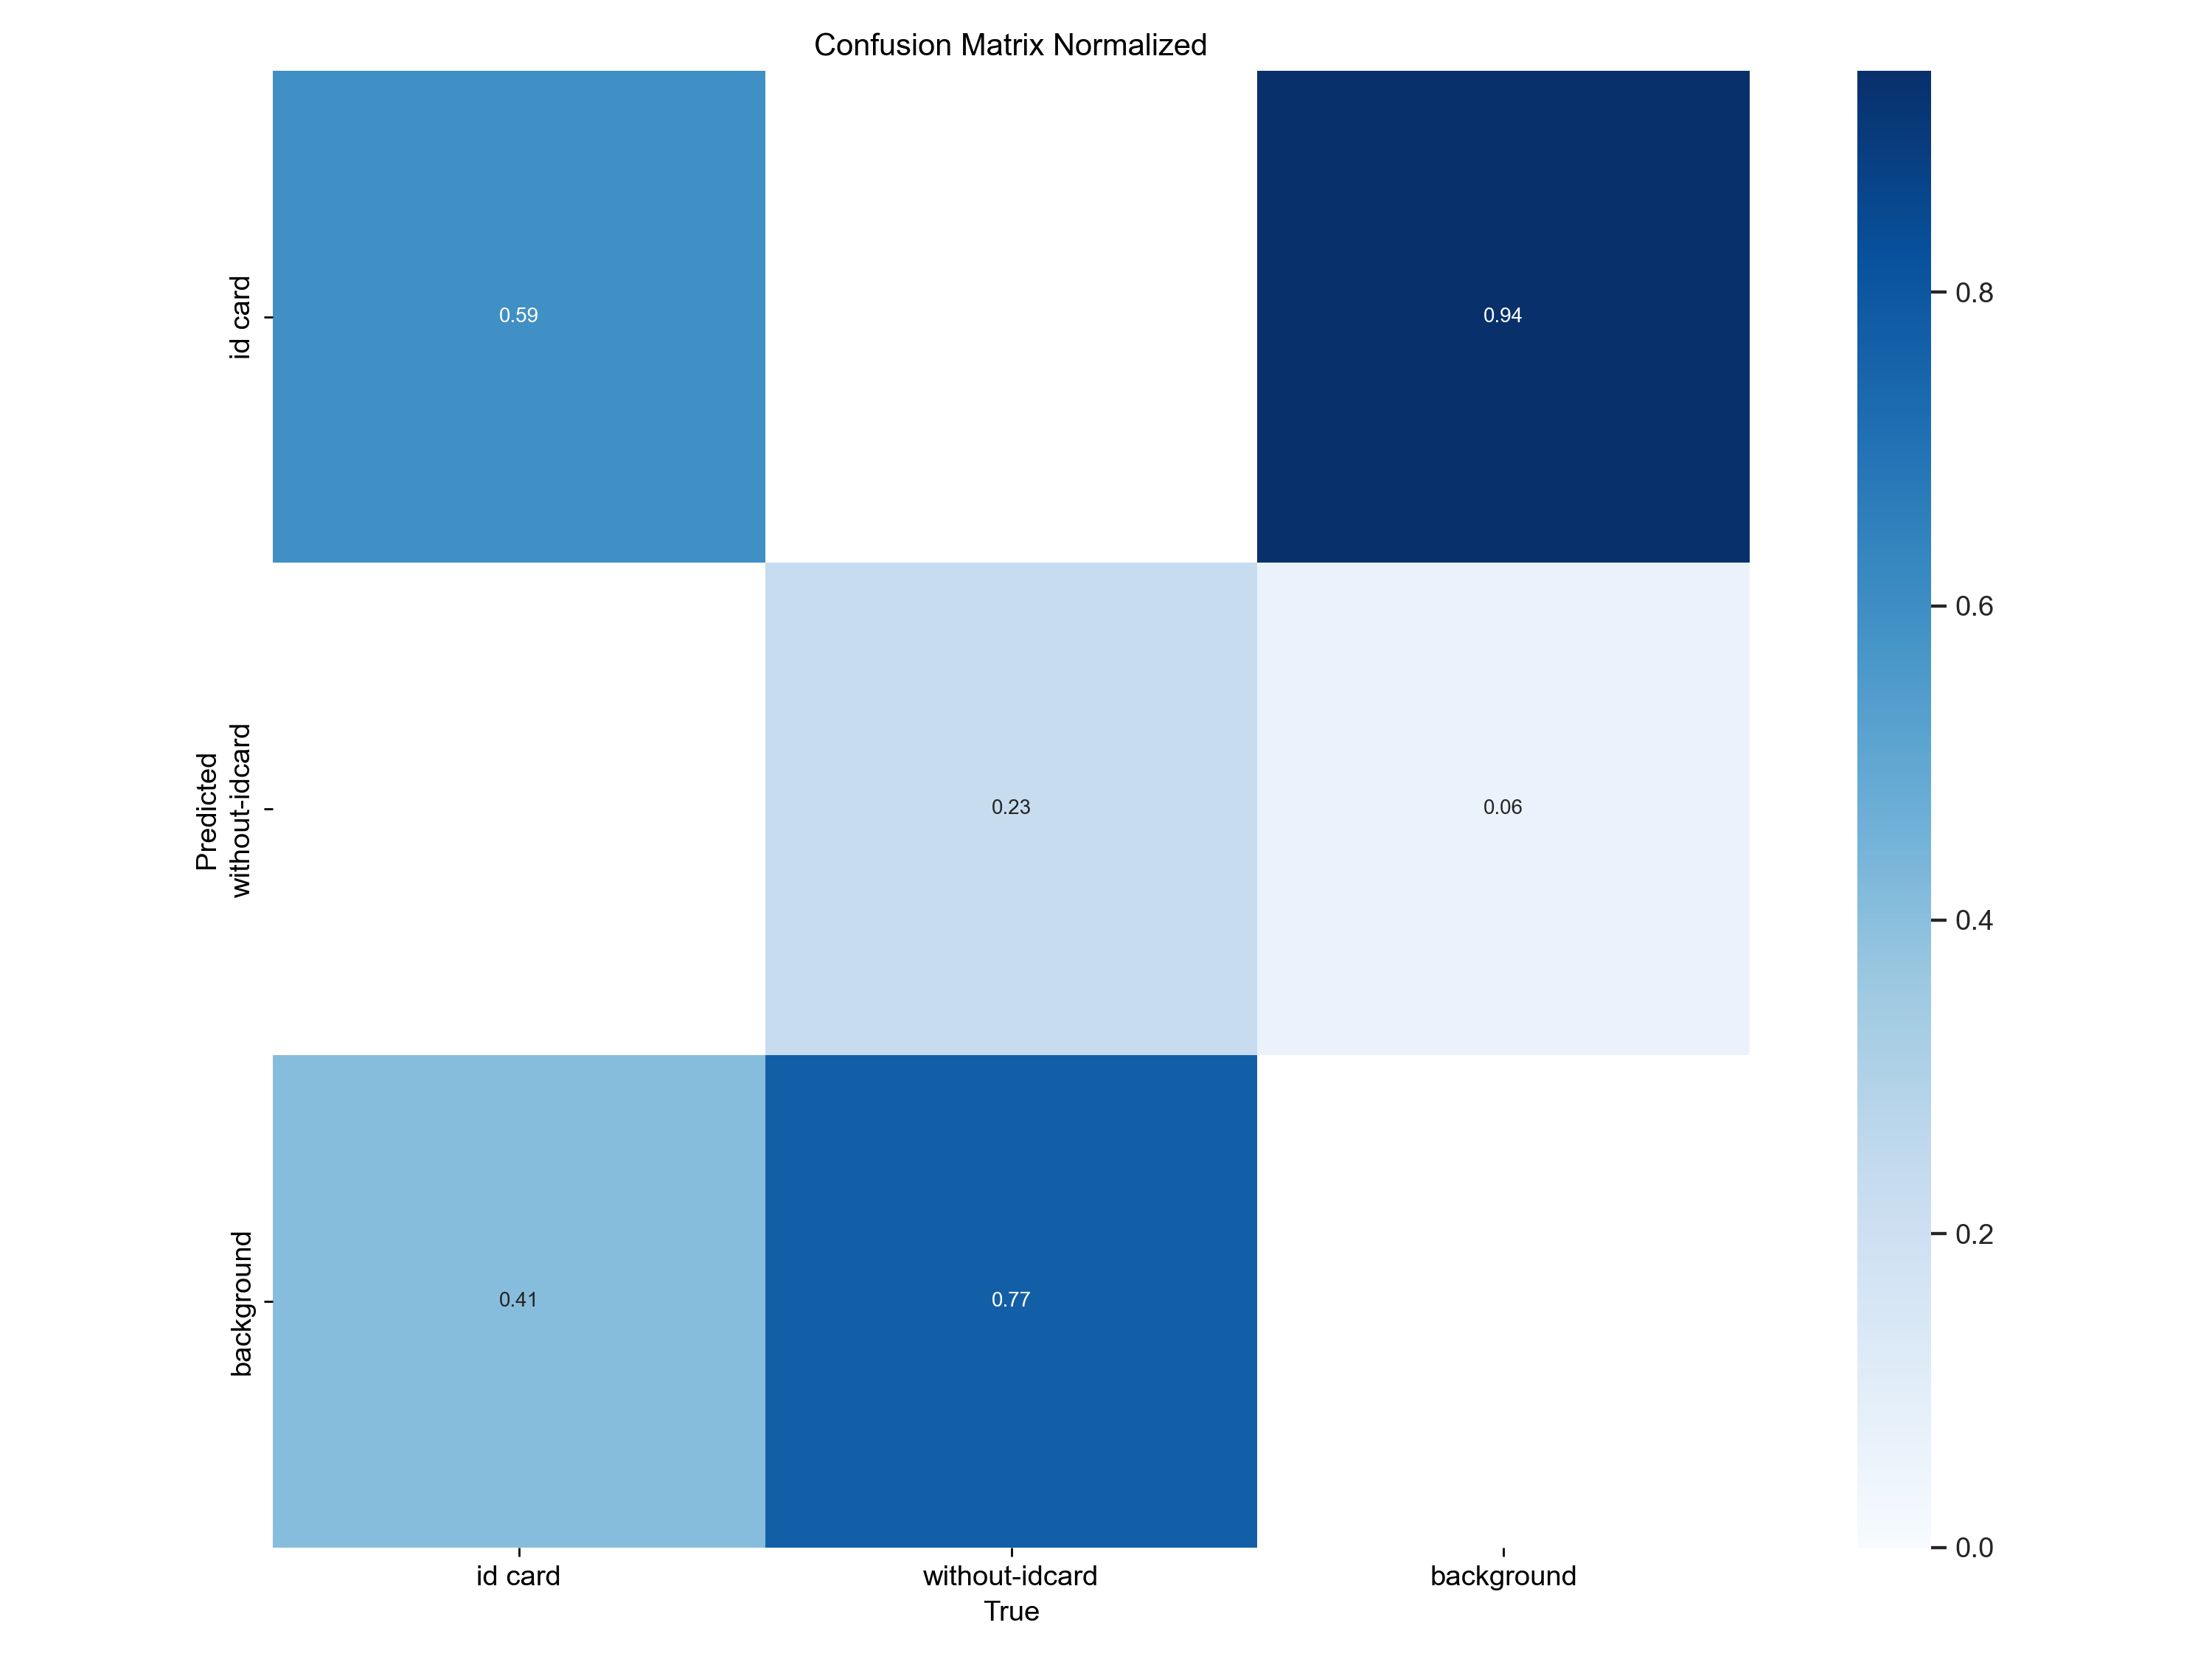 Confusion Matrix Normalized
id card
0.59
0.94
0.8
0.6
Predicted
without-idcard
0.23
0.06
0.4
background
0.41
0.77
0.2
0.0
id card
without-idcard
background
True